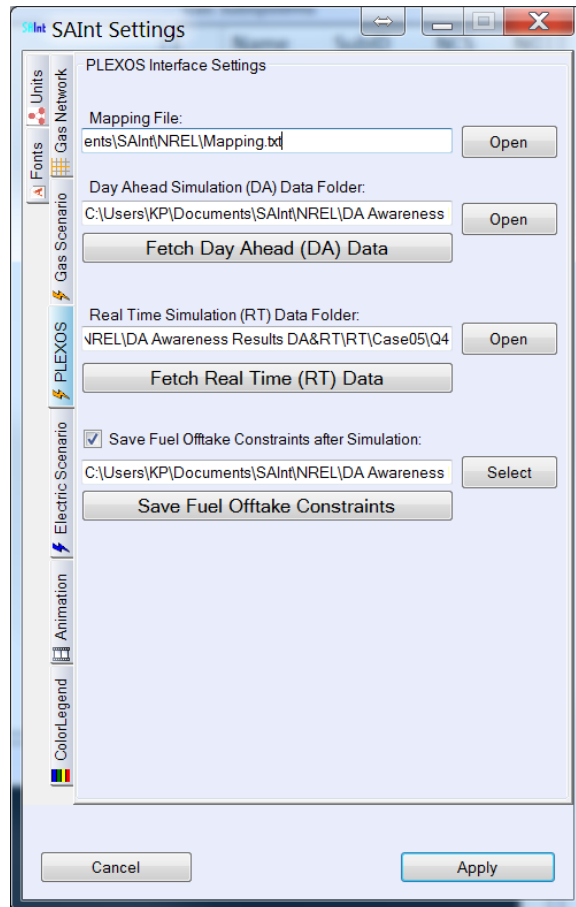 SAInt SAInt Settings
Units
Fonts
Gas Network
Gas Scenario
PLEXOS
Electric Scenario
Animation
ColorLegend
PLEXOS Interface Settings
Mapping File:
ents\SAInt\NREL\Mapping.txt
Open
Day Ahead Simulation (DA) Data Folder:
C:\Users\KP\Documents\SAInt\NREL\DA Awareness
Open
Fetch Day Ahead (DA) Data
Real Time Simulation (RT) Data Folder:
NREL\DA Awareness Results DA&RT\RT\Case05\Q4
Open
Fetch Real Time (RT) Data
Save Fuel Offtake Constraints after Simulation:
C:\Users\KP\Documents\SAInt\NREL\DA Awareness
Select
Save Fuel Offtake Constraints
Cancel
Apply